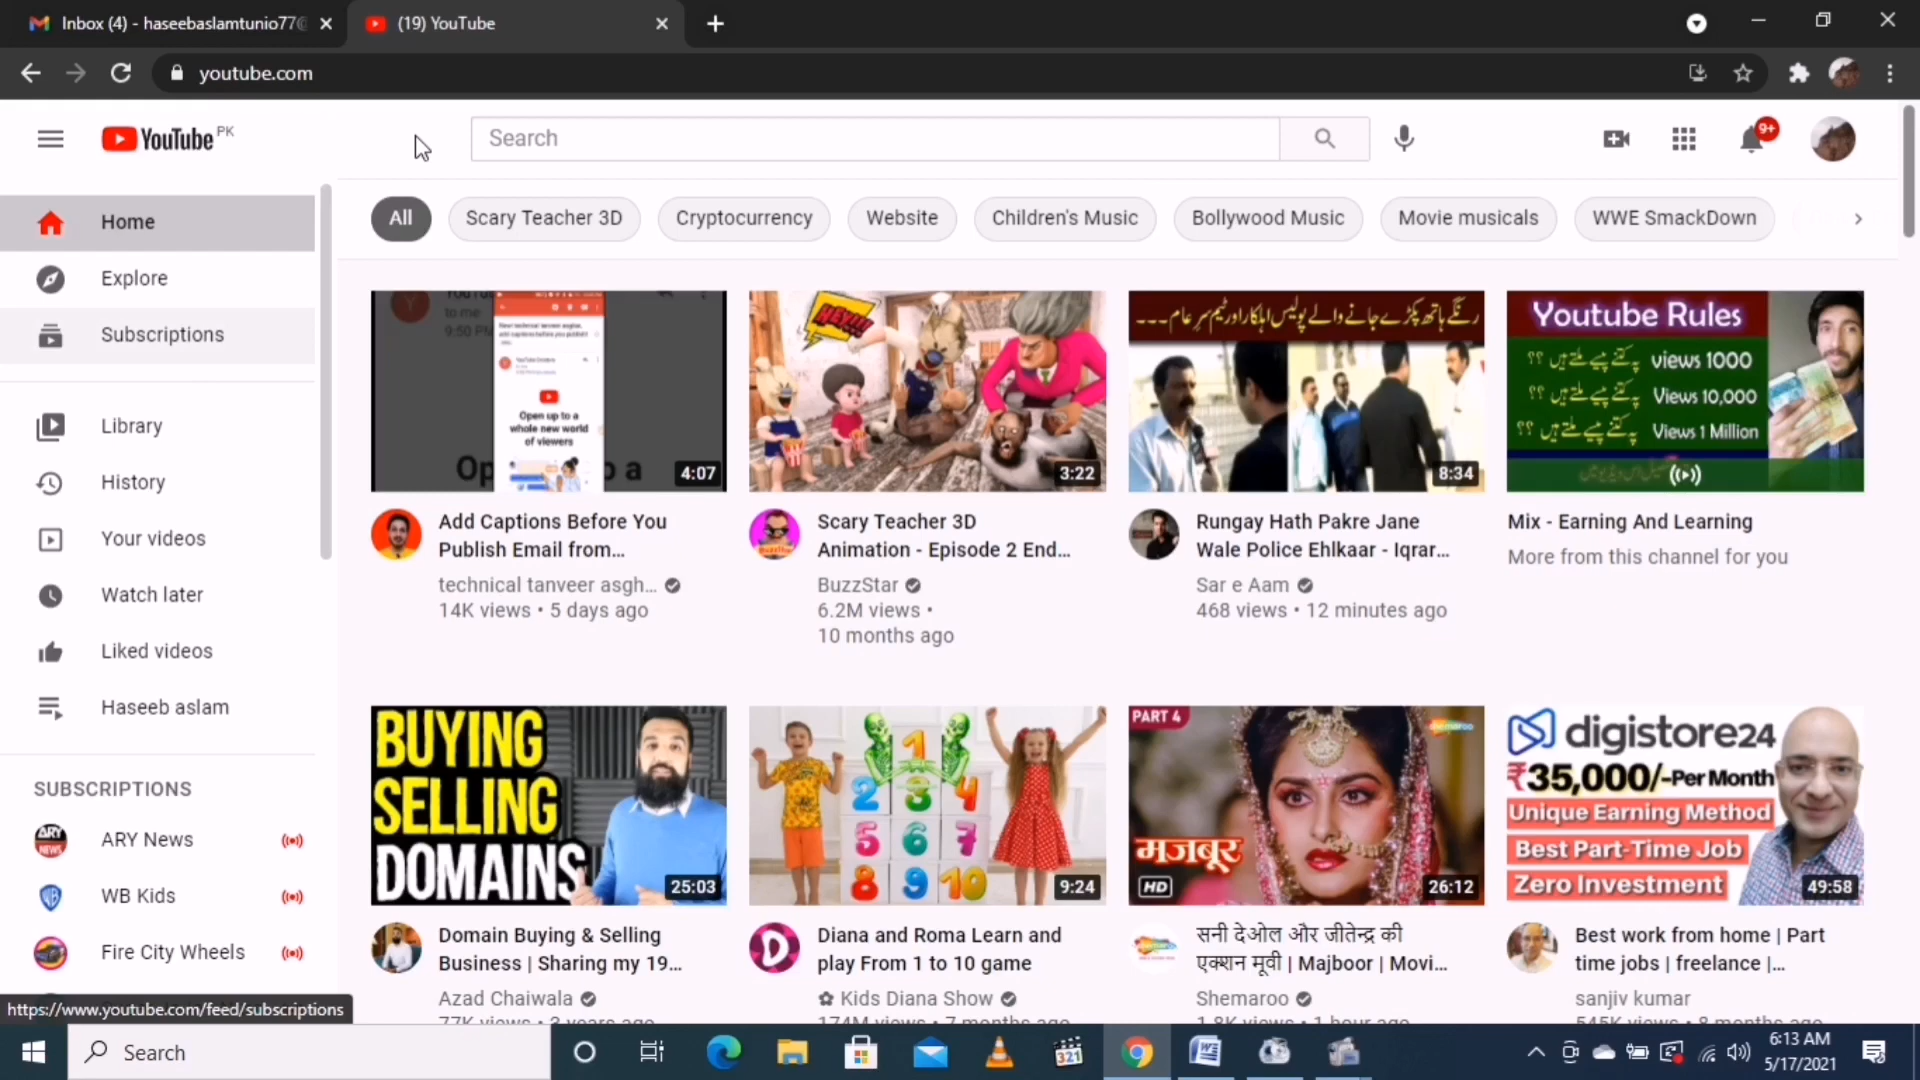 Inbox (4) - haseebaslamtunio77@
(19) YouTube
youtube.com
YouTube PK
Search
9+
Home
Explore
Subscriptions
Library
History
Your videos
Watch later
Liked videos
Haseeb aslam
SUBSCRIPTIONS
ARY News
WB Kids
Fire City Wheels
https://www.youtube.com/feed/subscriptions
All
Scary Teacher 3D
Cryptocurrency
Website
Children's Music
Bollywood Music
Movie musicals
WWE SmackDown
to me
9:50 PM
Open up to a
whole new world
of viewers
4:07
Add Captions Before You
Publish Email from...
technical tanveer asgh...
14K views • 5 days ago
HEY!!!
3:22
Scary Teacher 3D
Animation - Episode 2 End...
BuzzStar
6.2M views •
10 months ago
رنگے ہاتھ پکڑے جانے والے پولیس اہلکار اور ٹیم سر عام ...
8:34
Rungay Hath Pakre Jane
Wale Police Ehlkaar - Iqrar...
Sar e Aam
468 views • 12 minutes ago
Youtube Rules
views 1000 پہ کتنے پیسے ملتے ہیں ؟؟
Views 10,000 پہ کتنے پیسے ملتے ہیں ؟؟
Views 1 Million پہ کتنے پیسے ملتے ہیں ؟؟
Mix - Earning And Learning
More from this channel for you
BUYING
SELLING
DOMAINS
25:03
Domain Buying & Selling
Business | Sharing my 19...
Azad Chaiwala
77K views • 3 years ago
1
2 3 4
5 6 7
8 9 10
9:24
Diana and Roma Learn and
play From 1 to 10 game
Kids Diana Show
174M views • 7 months ago
PART 4
मजबूर
HD
26:12
सनी देओल और जीतेन्द्र की
एक्शन मूवी | Majboor | Movi...
Shemaroo
1.8K views • 1 hour ago
digistore24
₹35,000/-Per Month
Unique Earning Method
Best Part-Time Job
Zero Investment
49:58
Best work from home | Part
time jobs | freelance |...
sanjiv kumar
545K views • 8 months ago
Search
321
6:13 AM
5/17/2021